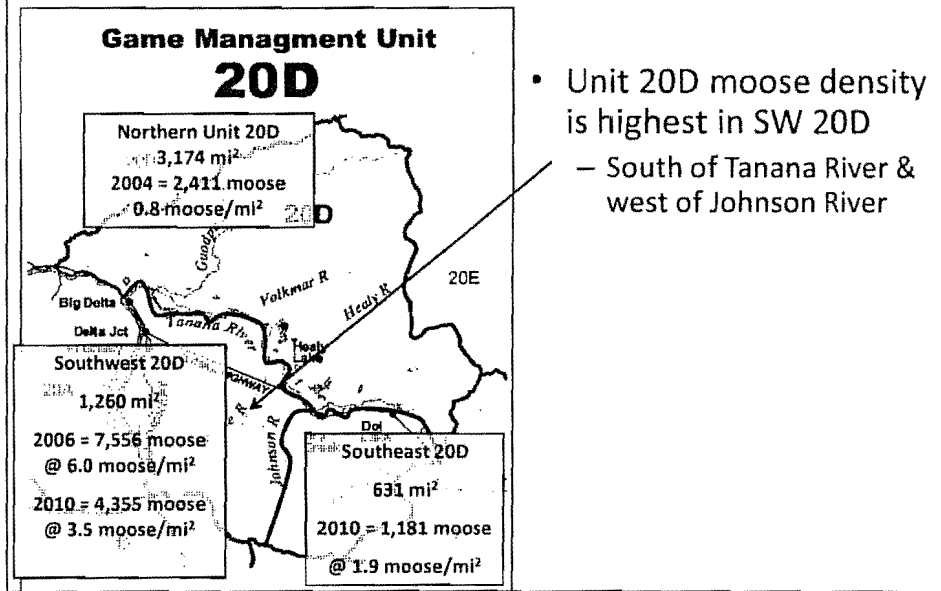 Game Managment Unit
20D
Northern Unit 20D
3,174 mi²
2004 = 2,411 moose
0.8 moose/mi²
20D
Volkmar R
Healy R
20E
Big Delta
Tanana River
Delta Jct
Healy
Lake
Johnson R
Southwest 20D
1,260 mi²
2006 = 7,556 moose
@ 6.0 moose/mi²
2010 = 4,355 moose
@ 3.5 moose/mi²
Dol
Southeast 20D
631 mi²
2010 = 1,181 moose
@ 1.9 moose/mi²
• Unit 20D moose density
is highest in SW 20D
– South of Tanana River &
west of Johnson River